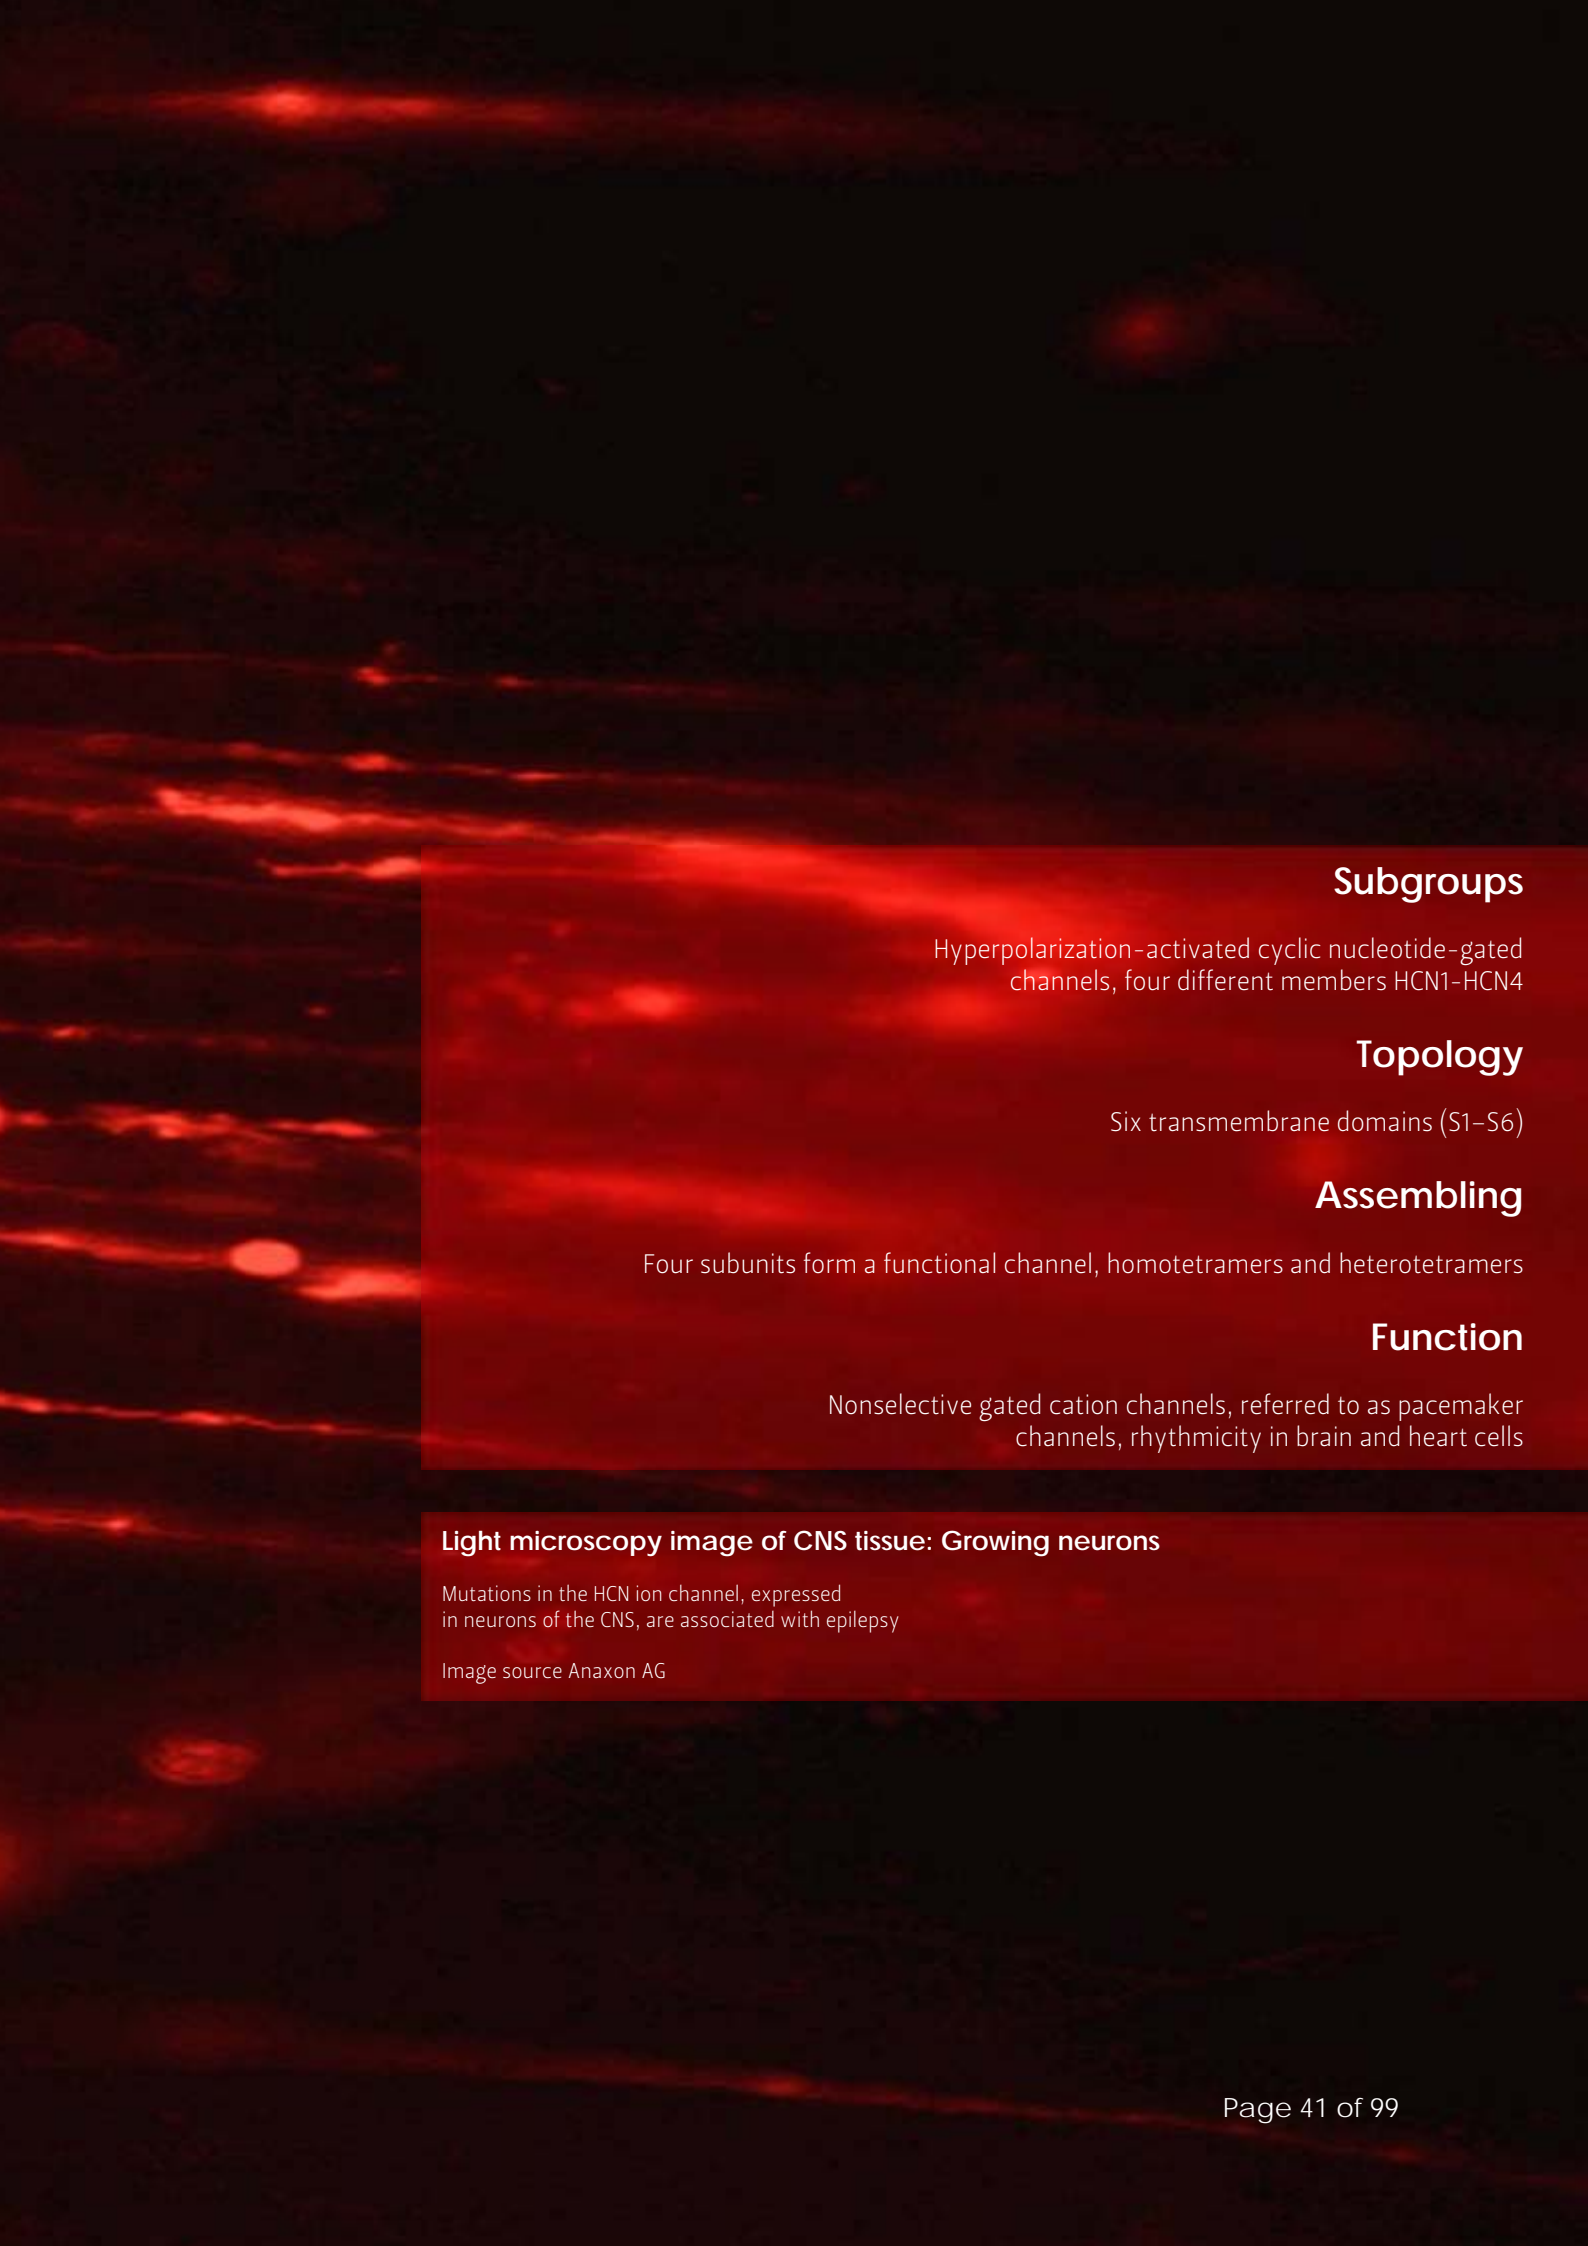 Subgroups
Hyperpolarization-activated cyclic nucleotide-gated
channels, four different members HCN1-HCN4
Topology
Six transmembrane domains (S1–S6)
Assembling
Four subunits form a functional channel, homotetramers and heterotetramers
Function
Nonselective gated cation channels, referred to as pacemaker
channels, rhythmicity in brain and heart cells
Light microscopy image of CNS tissue: Growing neurons
Mutations in the HCN ion channel, expressed
in neurons of the CNS, are associated with epilepsy
Image source Anaxon AG
Page 41 of 99